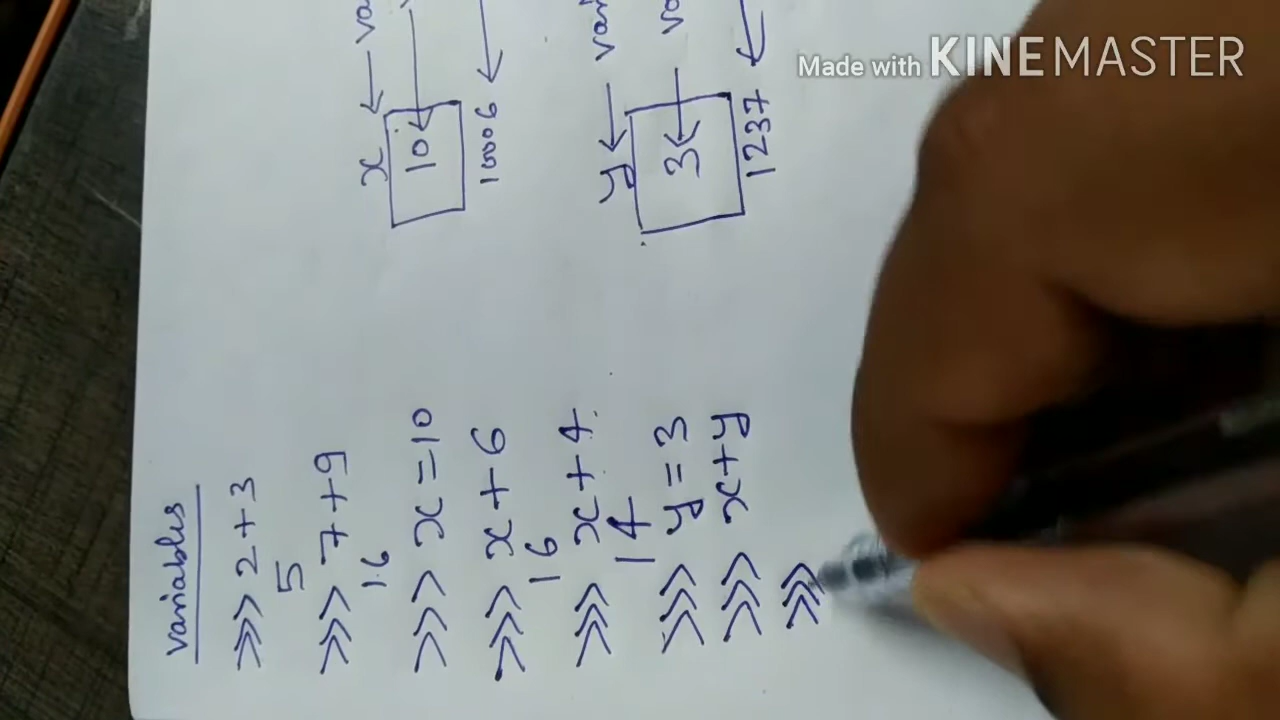 Made with KINEMASTER
variables
>>> 2+3
5
>>> 7+9
16
>>> x=10
>>> x+6
16
>>> x+4
14
>>> y=3
>>> x+y
>>>
x
10
10006
y
3
1237